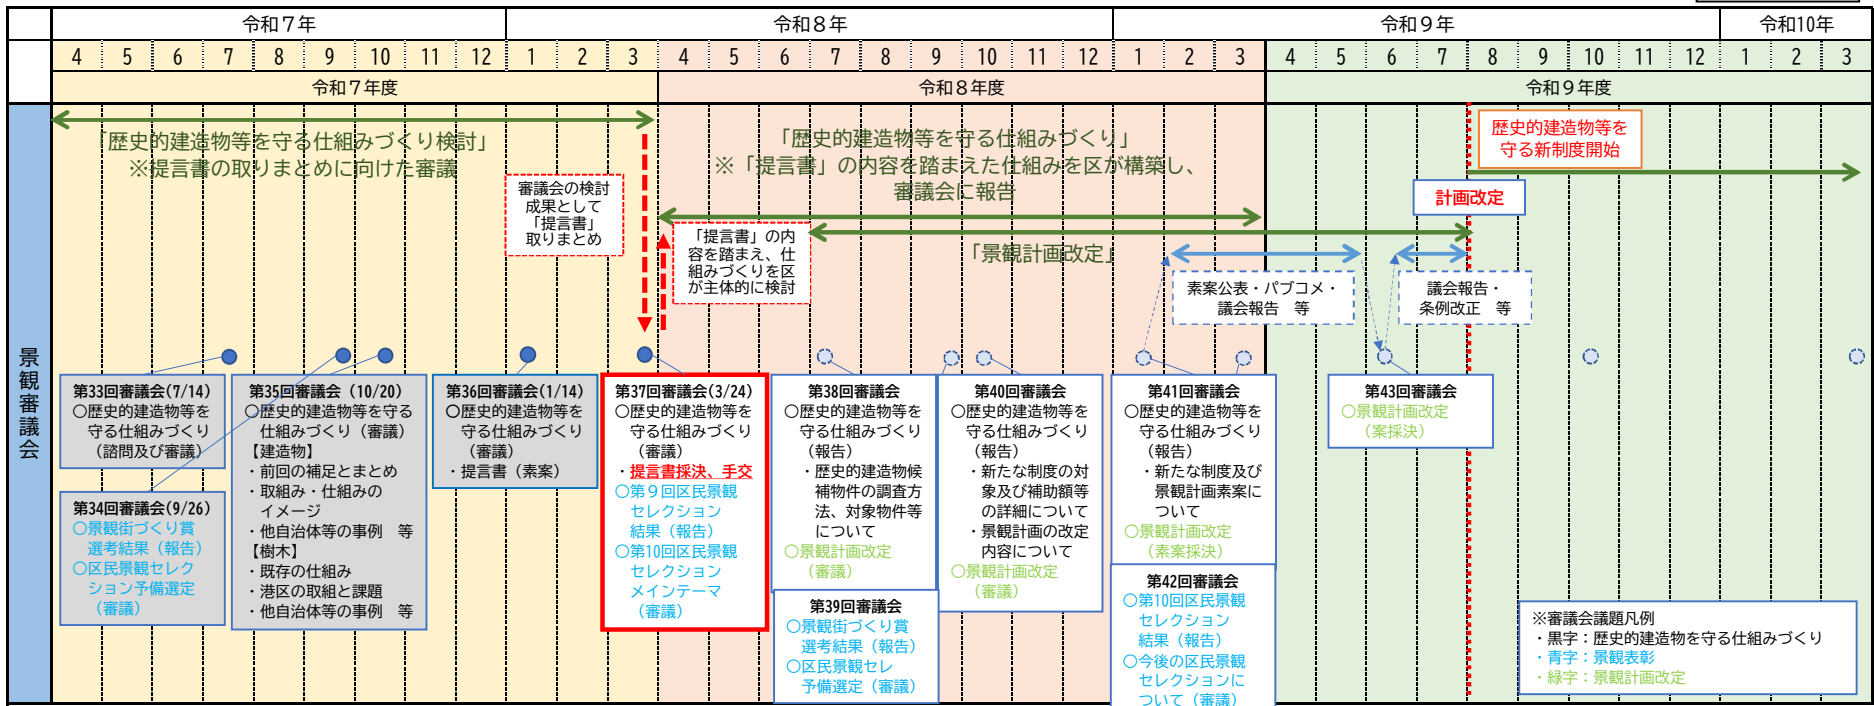 令和７年
令和８年
令和９年
令和10年
4 5 6 7 8 9 10 11 12 1 2 3 4 5 6 7 8 9 10 11 12 1 2 3 4 5 6 7 8 9 10 11 12 1 2 3
令和７年度
令和８年度
令和９年度
景観審議会
「歴史的建造物等を守る仕組みづくり検討」
※提言書の取りまとめに向けた審議
審議会の検討
成果として
「提言書」
取りまとめ
「歴史的建造物等を守る仕組みづくり」
※「提言書」の内容を踏まえた仕組みを区が構築し、
審議会に報告
「提言書」の内
容を踏まえ、仕
組みづくりを区
が主体的に検討
「景観計画改定」
歴史的建造物等を
守る新制度開始
計画改定
素案公表・パブコメ・
議会報告　等
議会報告・
条例改正　等
第33回審議会(7/14)
○歴史的建造物等を
守る仕組みづくり
（諮問及び審議）
第34回審議会(9/26)
○景観街づくり賞
選考結果（報告）
○区民景観セレク
ション予備選定
（審議）
第35回審議会（10/20)
○歴史的建造物等を守る
仕組みづくり（審議）
【建造物】
・前回の補足とまとめ
・取組み・仕組みの
イメージ
・他自治体等の事例　等
【樹木】
・既存の仕組み
・港区の取組と課題
・他自治体等の事例　等
第36回審議会(1/14)
○歴史的建造物等を
守る仕組みづくり
（審議）
・提言書（素案）
第37回審議会(3/24)
○歴史的建造物等を
守る仕組みづくり
（審議）
・提言書採決、手交
○第９回区民景観
セレクション
結果（報告）
○第10回区民景観
セレクション
メインテーマ
（審議）
第38回審議会
○歴史的建造物等を
守る仕組みづくり
（報告）
・歴史的建造物候
補物件の調査方
法、対象物件等
について
○景観計画改定
（審議）
第39回審議会
○景観街づくり賞
選考結果（報告）
○区民景観セレ
予備選定（審議）
第40回審議会
○歴史的建造物等を
守る仕組みづくり
（報告）
・新たな制度の対
象及び補助額等
の詳細について
・景観計画の改定
内容について
○景観計画改定
（審議）
第41回審議会
○歴史的建造物等を
守る仕組みづくり
（報告）
・新たな制度及び
景観計画素案に
ついて
○景観計画改定
（素案採決）
第42回審議会
○第10回区民景観
セレクション
結果（報告）
○今後の区民景観
セレクションに
ついて（審議）
第43回審議会
○景観計画改定
（案採決）
※審議会議題凡例
・黒字：歴史的建造物を守る仕組みづくり
・青字：景観表彰
・緑字：景観計画改定